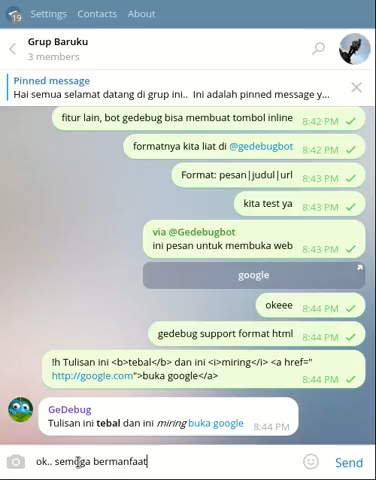 19
Settings Contacts About
Grup Baruku
3 members
Pinned message
Hai semua selamat datang di grup ini.. Ini adalah pinned message y...
fitur lain, bot gedebug bisa membuat tombol inline 8:42 PM
formatnya kita liat di @gedebugbot 8:42 PM
Format: pesan|judul|url 8:43 PM
kita test ya 8:43 PM
via @Gedebugbot
ini pesan untuk membuka web 8:43 PM
google
okeee 8:44 PM
gedebug support format html 8:44 PM
!h Tulisan ini <b>tebal</b> dan ini <i>miring</i> <a href="
http://google.com">buka google</a> 8:44 PM
GeDebug
Tulisan ini tebal dan ini miring buka google 8:44 PM
ok.. semoga bermanfaat Send